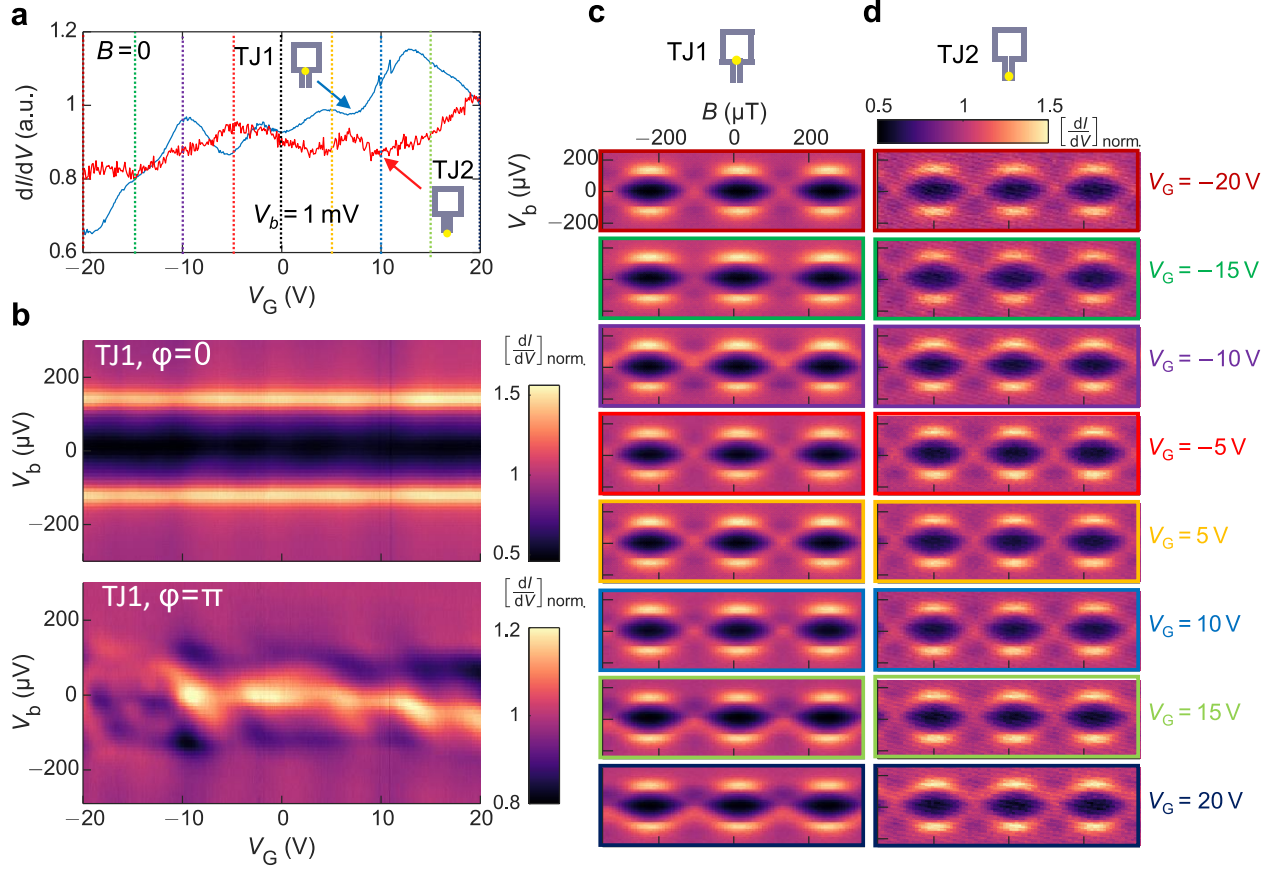 a
1.2
1
0.8
0.6
dI/dV (a.u.)
B = 0
TJ1
TJ2
V_b = 1 mV
−20
−10
0
10
20
V_G (V)
b
TJ1, φ=0
200
0
−200
V_b (µV)
[dI/dV] norm.
1.5
1
0.5
TJ1, φ=π
200
0
−200
V_b (µV)
[dI/dV] norm.
1.2
1
0.8
−20
−10
0
10
20
V_G (V)
c
TJ1
B (µT)
−200
0
200
200
0
−200
V_b (µV)
d
TJ2
0.5
1
1.5
[dI/dV] norm.
V_G = −20 V
V_G = −15 V
V_G = −10 V
V_G = −5 V
V_G = 5 V
V_G = 10 V
V_G = 15 V
V_G = 20 V